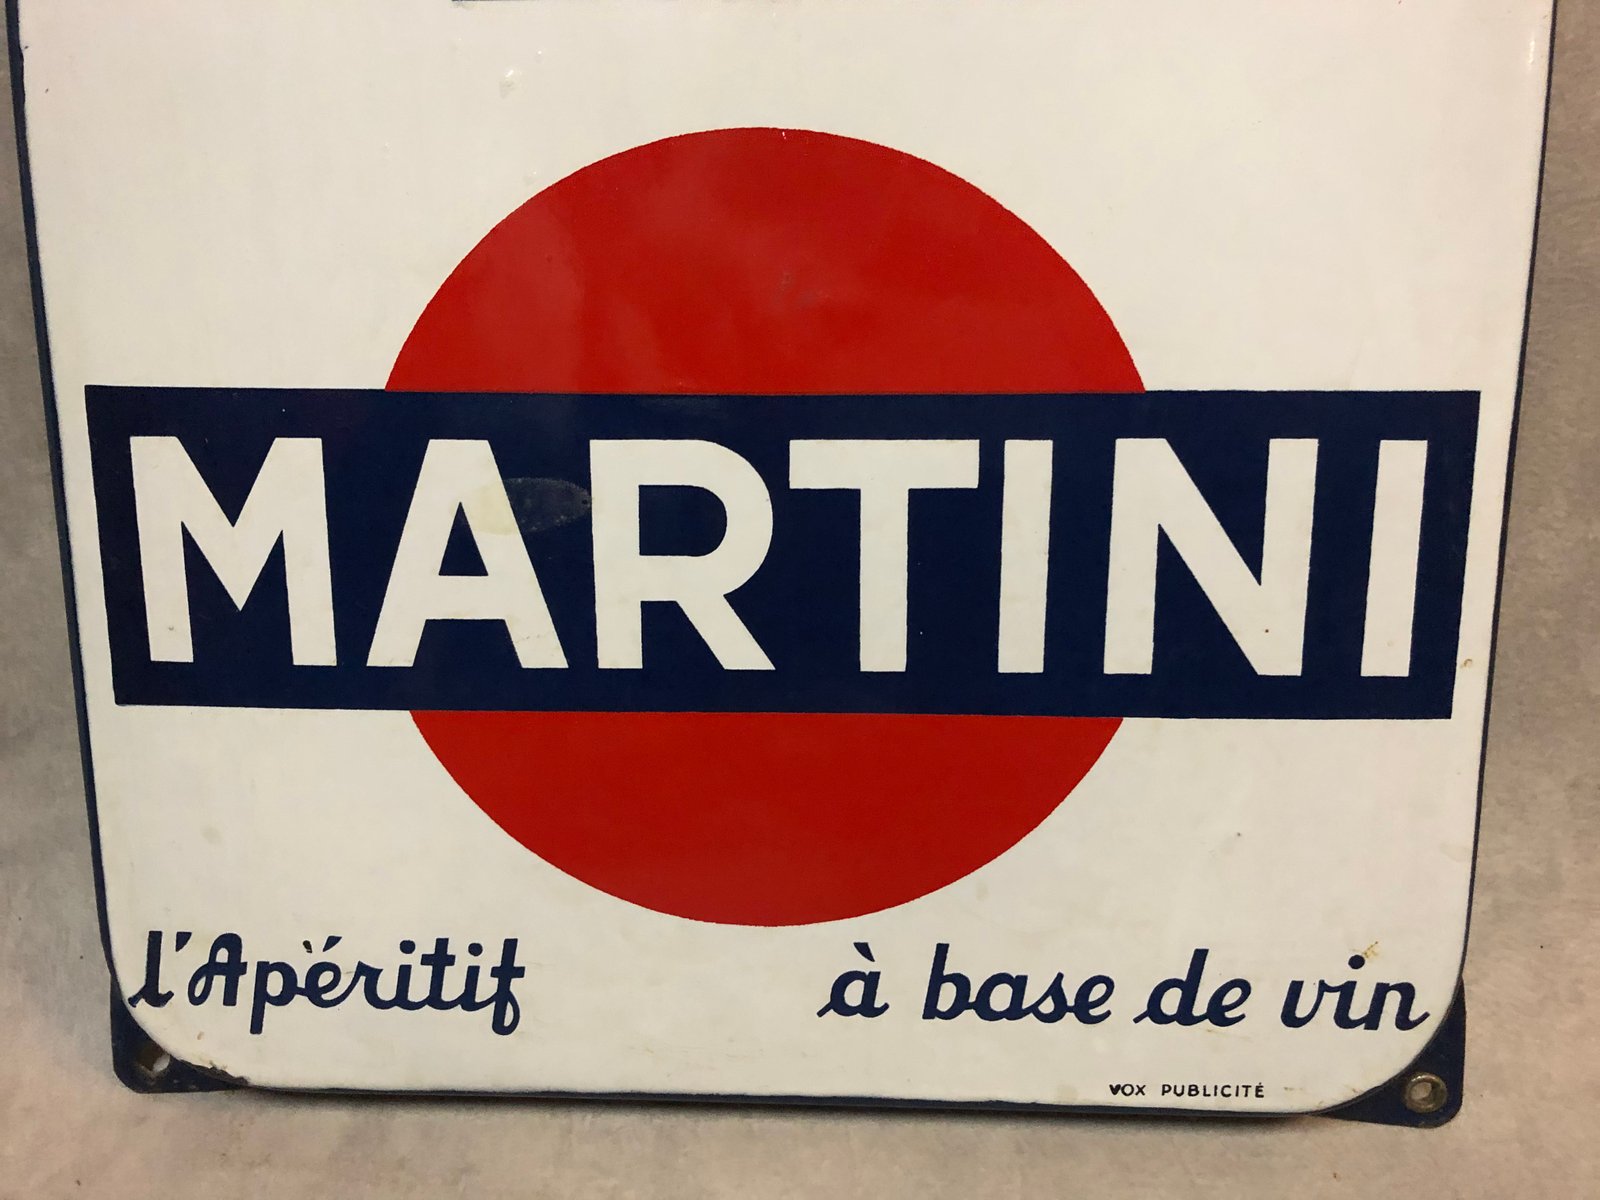 MARTINI
l'Apéritif à base de vin
VOX PUBLICITÉ